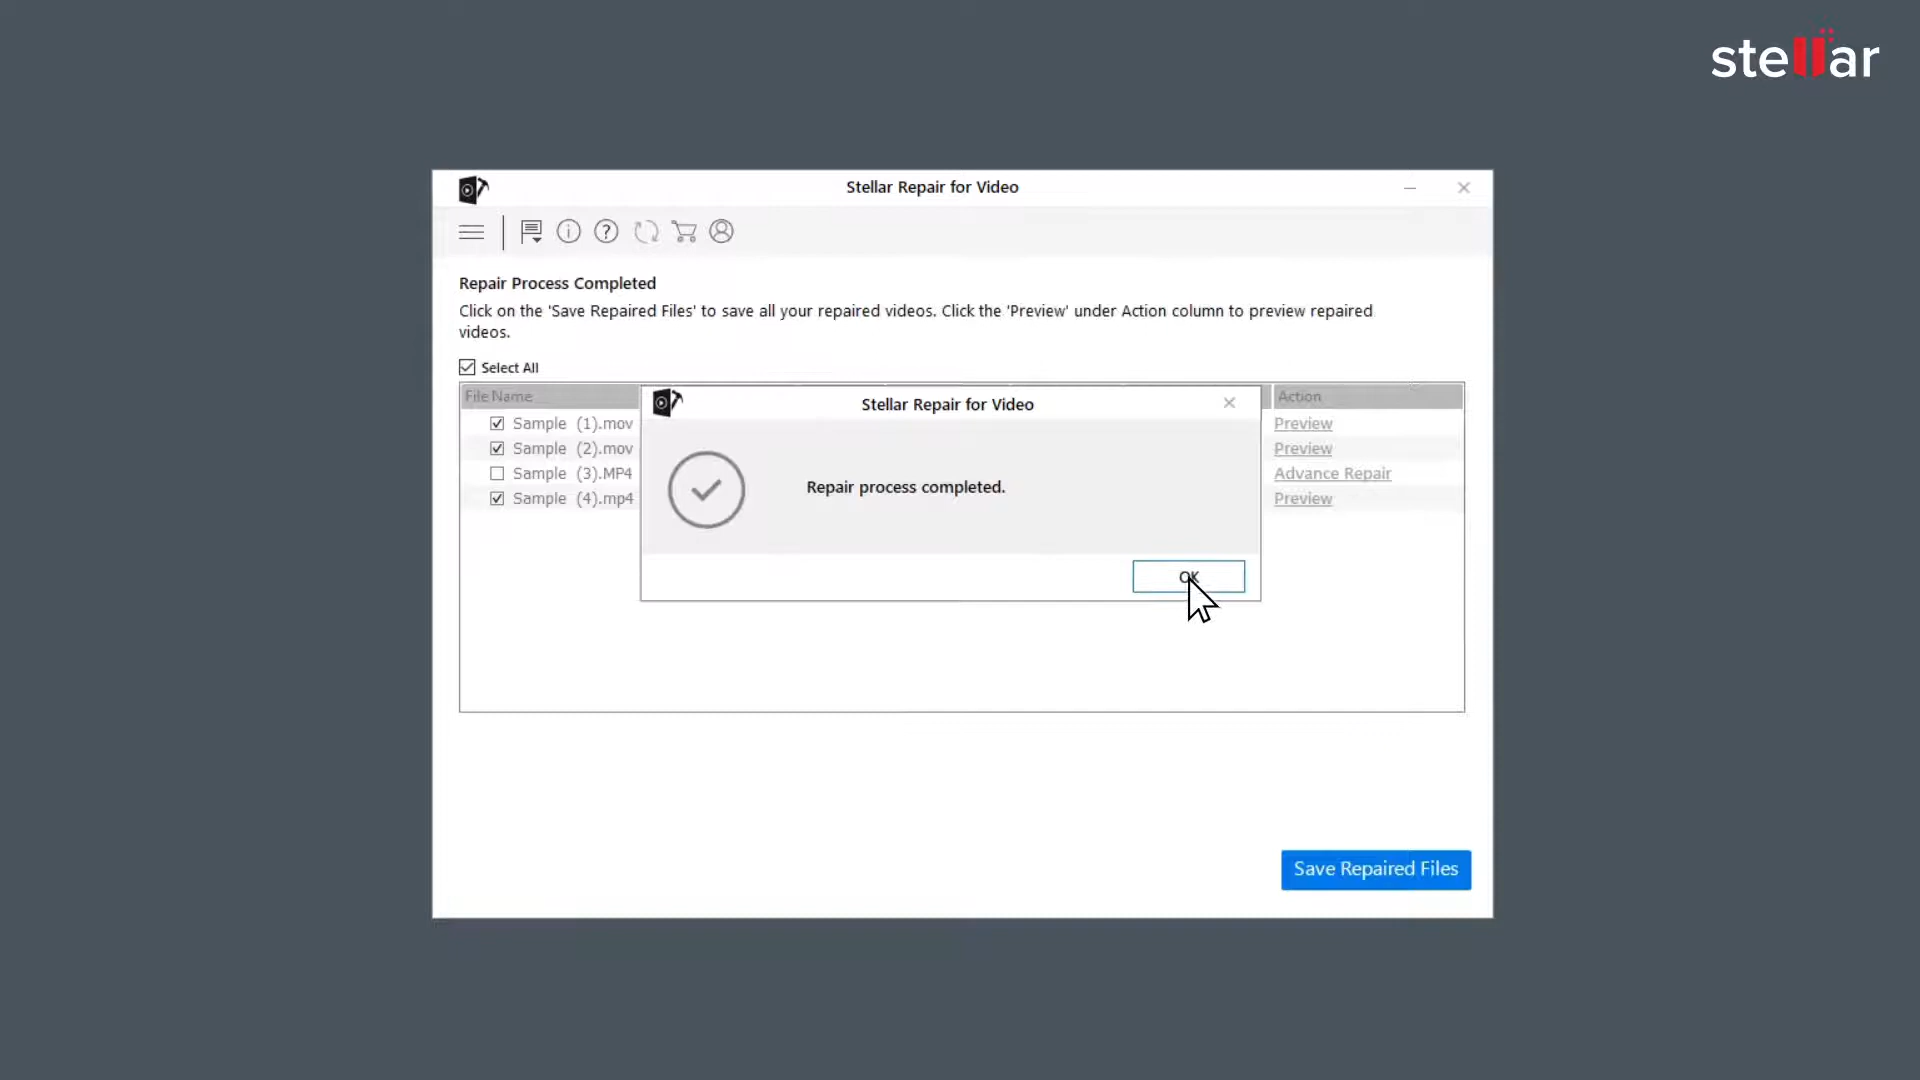 stellar
Stellar Repair for Video
Repair Process Completed
Click on the 'Save Repaired Files' to save all your repaired videos. Click the 'Preview' under Action column to preview repaired
videos.
Select All
File Name
Action
Sample (1).mov
Preview
Sample (2).mov
Preview
Sample (3).MP4
Advance Repair
Sample (4).mp4
Preview
Stellar Repair for Video
Repair process completed.
OK
Save Repaired Files